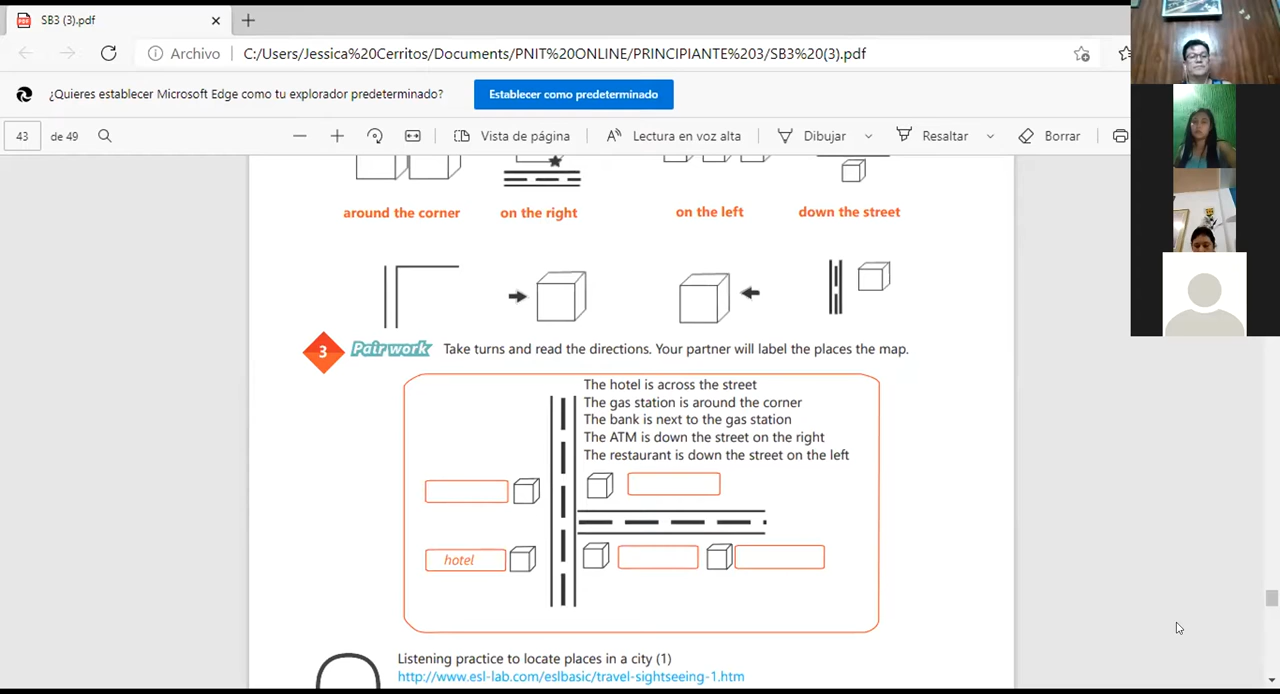 SB3 (3).pdf
Archivo C:/Users/Jessica%20Cerritos/Documents/PNIT%20ONLINE/PRINCIPIANTE%203/SB3%20(3).pdf
¿Quieres establecer Microsoft Edge como tu explorador predeterminado? Establecer como predeterminado
43 de 49 Vista de página Lectura en voz alta Dibujar Resaltar Borrar
around the corner on the right on the left down the street
3 Pair work Take turns and read the directions. Your partner will label the places the map.
The hotel is across the street
The gas station is around the corner
The bank is next to the gas station
The ATM is down the street on the right
The restaurant is down the street on the left
hotel
Listening practice to locate places in a city (1)
http://www.esl-lab.com/eslbasic/travel-sightseeing-1.htm